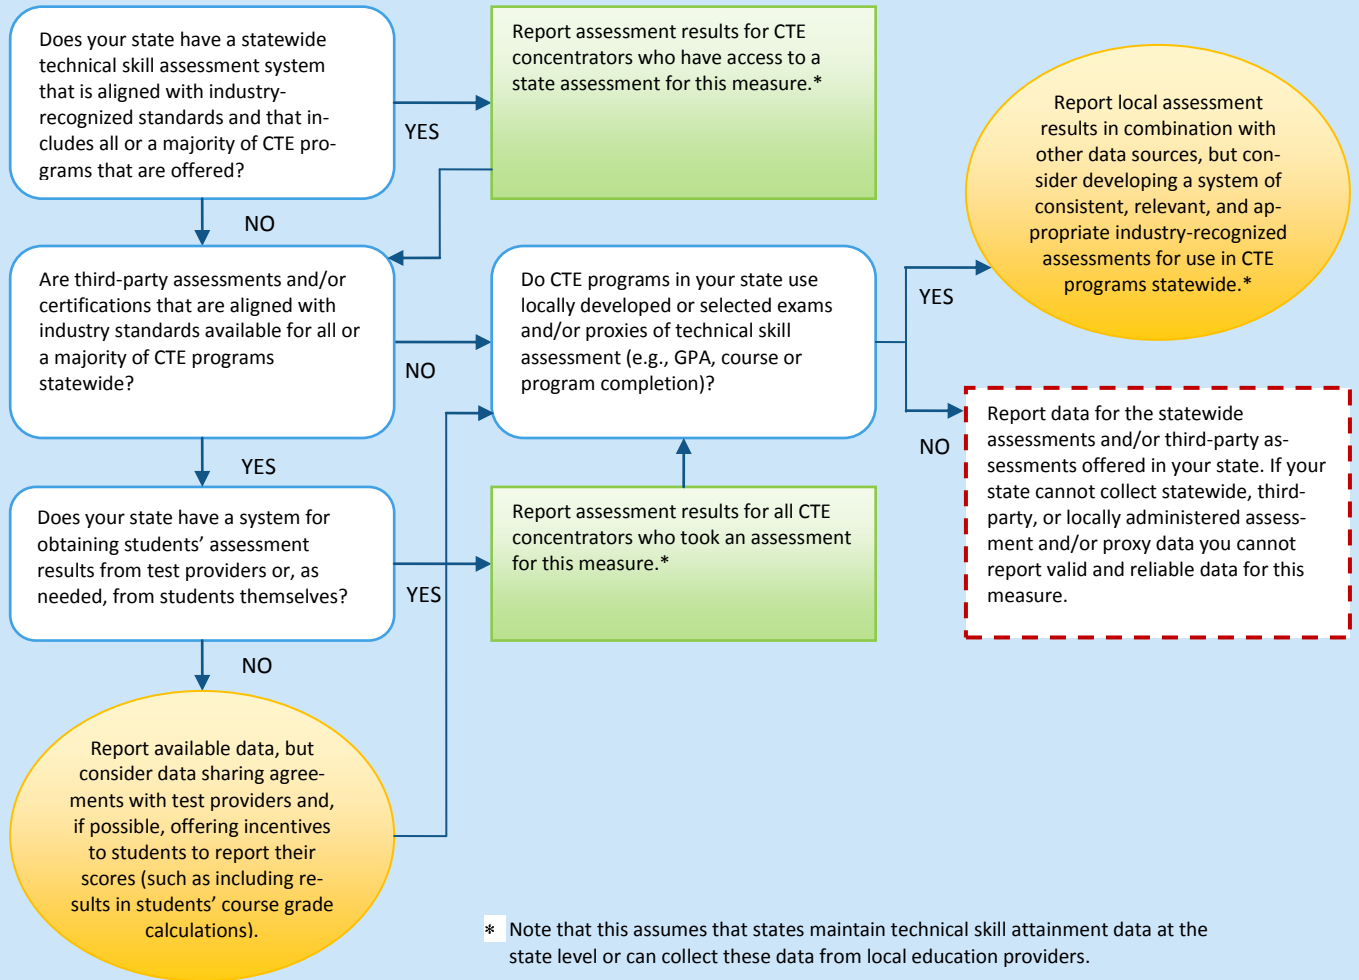 Does your state have a statewide
technical skill assessment system
that is aligned with industry-
recognized standards and that in-
cludes all or a majority of CTE pro-
grams that are offered?
YES
NO
Report assessment results for CTE
concentrators who have access to a
state assessment for this measure.*
Are third-party assessments and/or
certifications that are aligned with
industry standards available for all or
a majority of CTE programs
statewide?
NO
YES
Do CTE programs in your state use
locally developed or selected exams
and/or proxies of technical skill
assessment (e.g., GPA, course or
program completion)?
YES
NO
Report local assessment
results in combination with
other data sources, but con-
sider developing a system of
consistent, relevant, and ap-
propriate industry-recognized
assessments for use in CTE
programs statewide.*
Report data for the statewide
assessments and/or third-party as-
sessments offered in your state. If your
state cannot collect statewide, third-
party, or locally administered assess-
ment and/or proxy data you cannot
report valid and reliable data for this
measure.
Does your state have a system for
obtaining students’ assessment
results from test providers or, as
needed, from students themselves?
YES
NO
Report assessment results for all CTE
concentrators who took an assessment
for this measure.*
Report available data, but
consider data sharing agree-
ments with test providers and,
if possible, offering incentives
to students to report their
scores (such as including re-
sults in students’ course grade
calculations).
* Note that this assumes that states maintain technical skill attainment data at the
state level or can collect these data from local education providers.